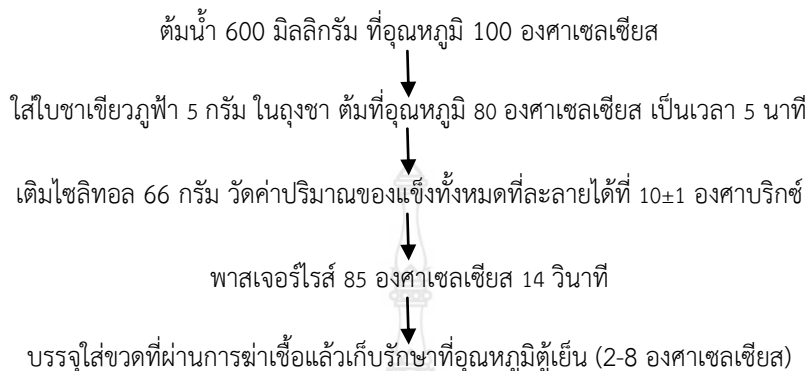 ต้มน้ำ 600 มิลลิกรัม ที่อุณหภูมิ 100 องศาเซลเซียส
ใส่ใบชาเขียวภูฟ้า 5 กรัม ในถุงชา ต้มที่อุณหภูมิ 80 องศาเซลเซียส เป็นเวลา 5 นาที
เติมไซลิทอล 66 กรัม วัดค่าปริมาณของแข็งทั้งหมดที่ละลายได้ที่ 10±1 องศาบริกซ์
พาสเจอร์ไรส์ 85 องศาเซลเซียส 14 วินาที
บรรจุใส่ขวดที่ผ่านการฆ่าเชื้อแล้วเก็บรักษาที่อุณหภูมิตู้เย็น (2-8 องศาเซลเซียส)